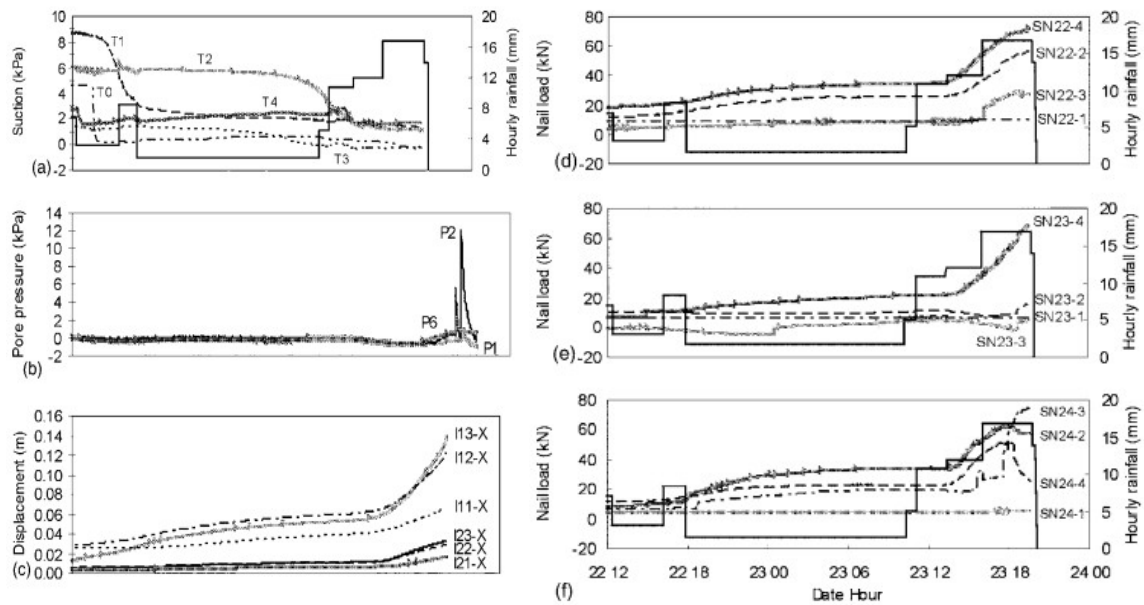 10 8 6 4 2 0 -2
Suction (kPa)
T1
T2
T0
T4
T3
20 16 12 8 4 0
Hourly rainfall (mm)
(a)
14 12 10 8 6 4 2 0 -2
Pore pressure (kPa)
P2
P6
P1
(b)
0.16 0.14 0.12 0.10 0.08 0.06 0.04 0.02 0.00
Displacement (m)
I13-X
I12-X
I11-X
I23-X
I22-X
I21-X
(c)
80 60 40 20 0 -20
Nail load (kN)
SN22-4
SN22-2
SN22-3
SN22-1
20 15 10 5 0
Hourly rainfall (mm)
(d)
80 60 40 20 0 -20
Nail load (kN)
SN23-4
SN23-2
SN23-1
SN23-3
20 15 10 5 0
Hourly rainfall (mm)
(e)
80 60 40 20 0 -20
Nail load (kN)
SN24-3
SN24-2
SN24-4
SN24-1
20 15 10 5 0
Hourly rainfall (mm)
22 12 22 18 23 00 23 06 23 12 23 18 24 00
(f)
Date Hour